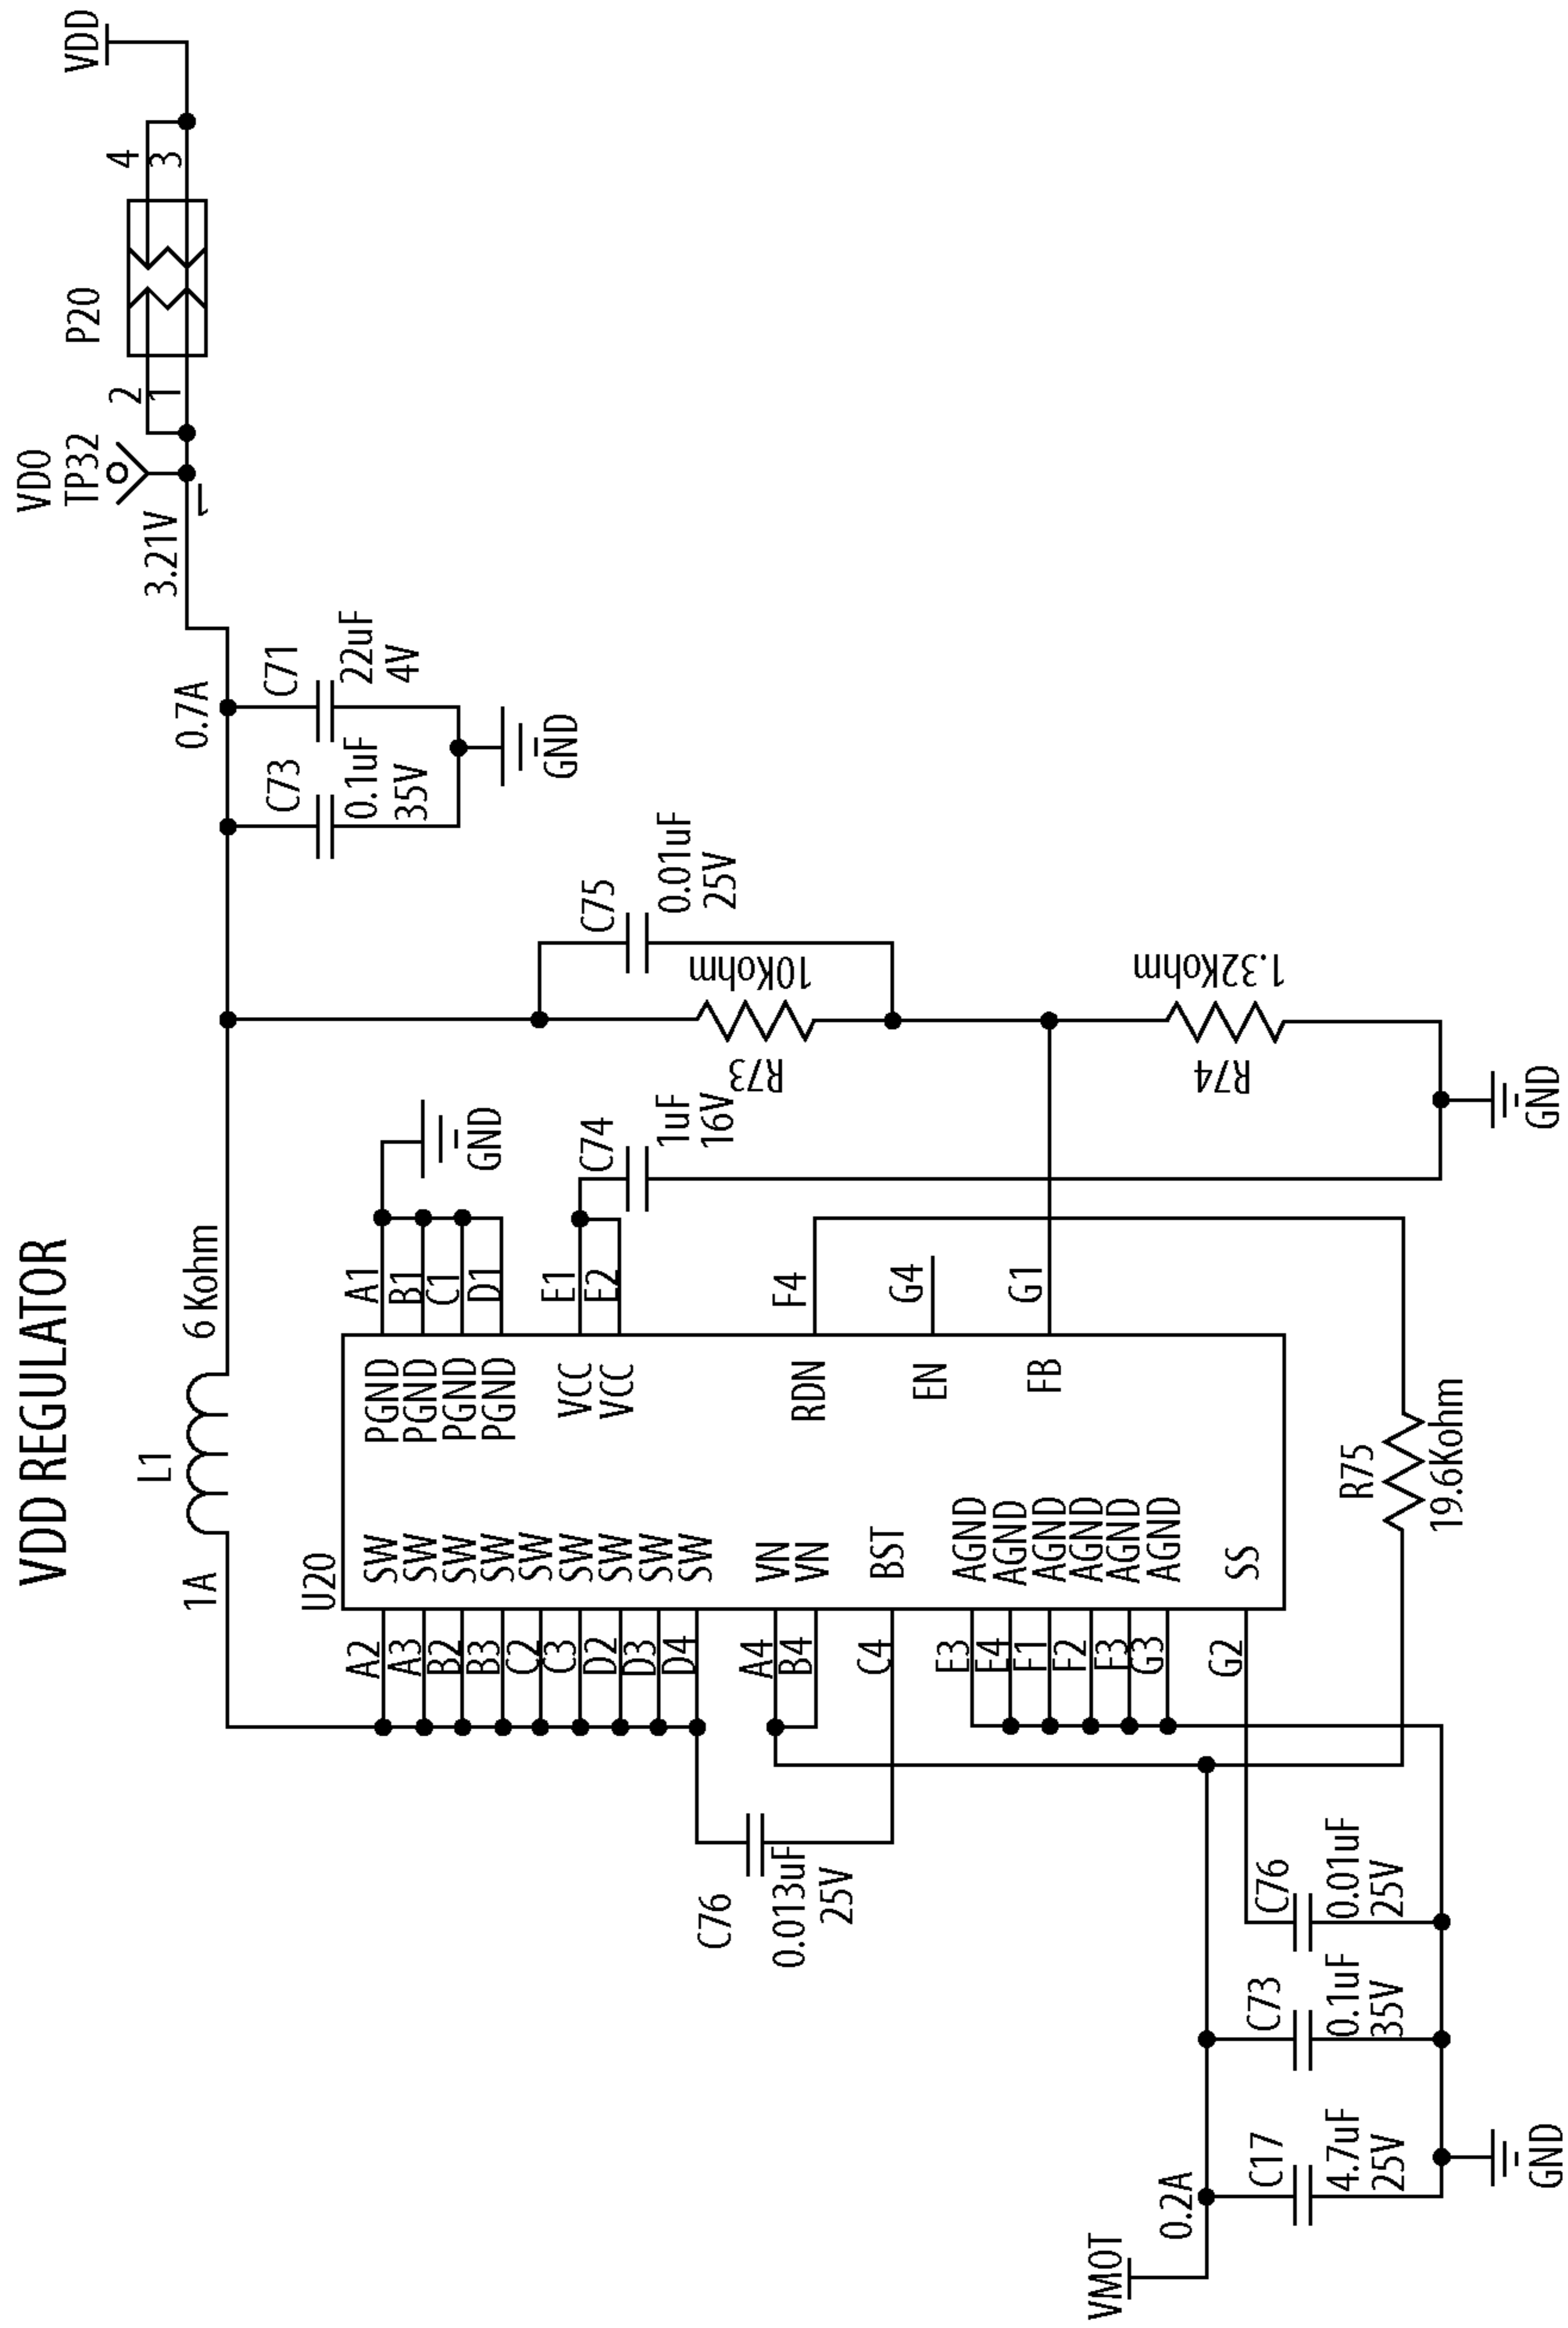 VDD REGULATOR
L1
1A
6 Kohm
0.7A
3.21V
VD0
TP32
1
P20
2
1
4
3
VDD
C73
0.1uF
35V
C71
22uF
4V
GND
U20
A2
SW
A3
SW
B2
SW
B3
SW
C2
SW
C3
SW
D2
SW
D3
SW
D4
SW
A4
VN
B4
VN
C4
BST
E3
AGND
E4
AGND
F1
AGND
F2
AGND
F3
AGND
G3
AGND
G2
SS
PGND
A1
PGND
B1
PGND
C1
PGND
D1
GND
VCC
E1
VCC
E2
RDN
F4
EN
G4
FB
G1
C74
1uF
16V
C75
0.01uF
25V
R73
10Kohm
R74
1.32Kohm
GND
R75
19.6Kohm
C76
0.013uF
25V
VMOT
0.2A
C17
4.7uF
25V
C73
0.1uF
35V
C76
0.01uF
25V
GND